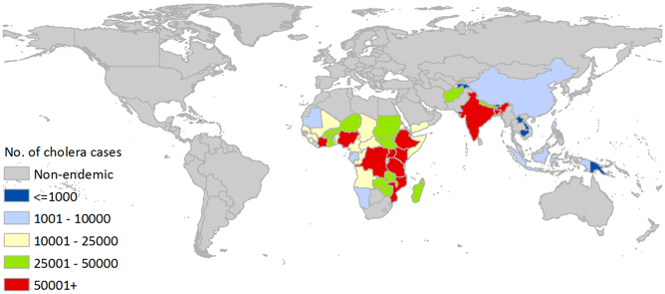 No. of cholera cases
Non-endemic
<=1000
1001 - 10000
10001 - 25000
25001 - 50000
50001+